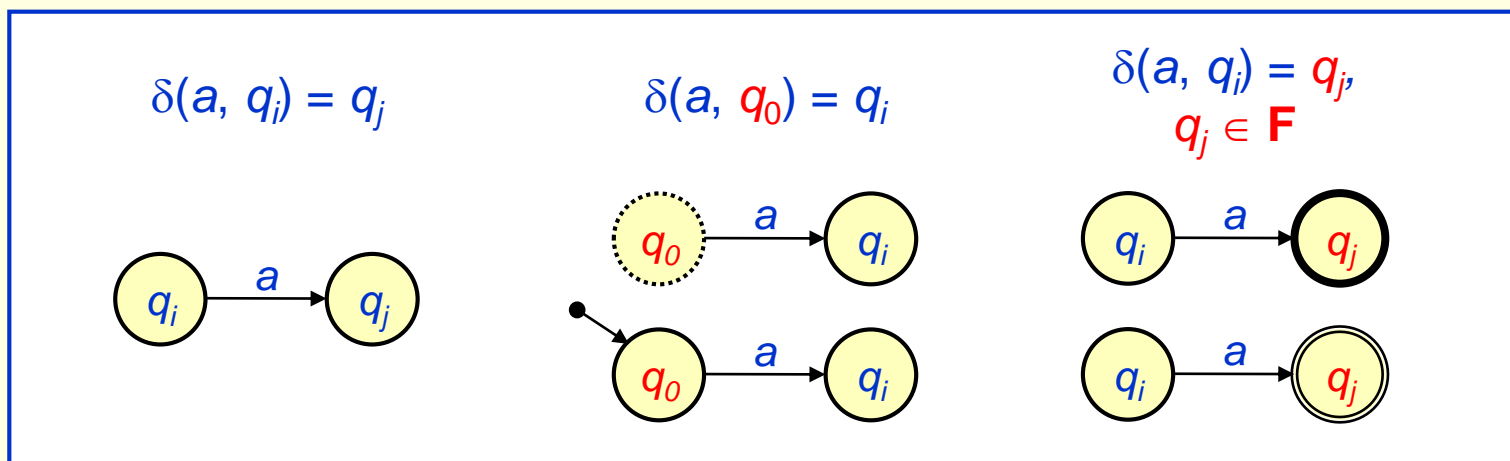 δ(a, qᵢ) = qⱼ
a
qᵢ qⱼ
δ(a, q₀) = qᵢ
a
q₀ qᵢ
a
q₀ qᵢ
δ(a, qᵢ) = qⱼ,
qⱼ ∈ F
a
qᵢ qⱼ
a
qᵢ qⱼ